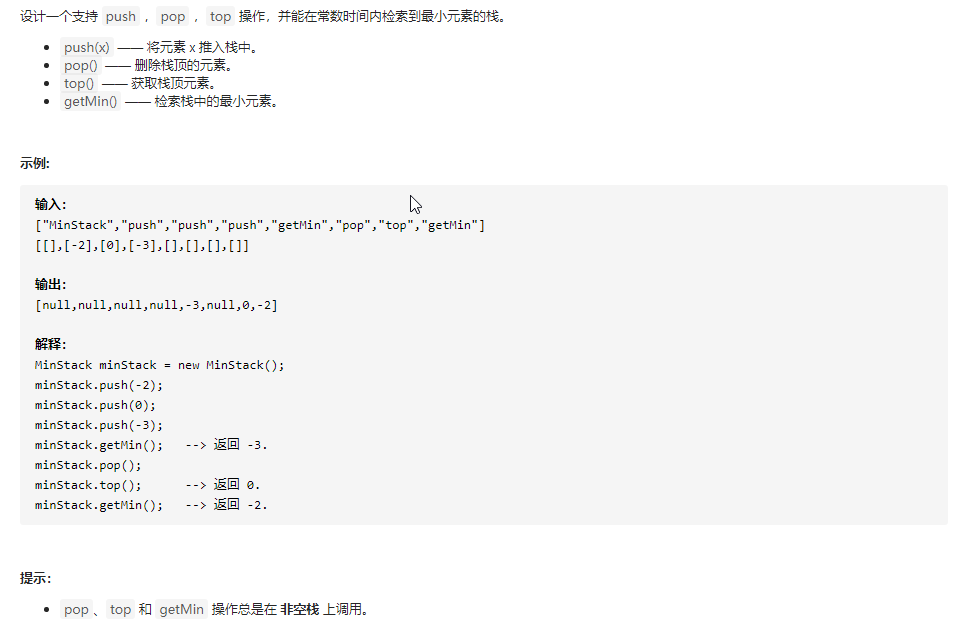 设计一个支持 push ，pop ，top 操作，并能在常数时间内检索到最小元素的栈。
push(x) —— 将元素 x 推入栈中。
pop() —— 删除栈顶的元素。
top() —— 获取栈顶元素。
getMin() —— 检索栈中的最小元素。
示例:
输入：
["MinStack","push","push","push","getMin","pop","top","getMin"]
[[],[-2],[0],[-3],[],[],[],[]]
输出：
[null,null,null,null,-3,null,0,-2]
解释：
MinStack minStack = new MinStack();
minStack.push(-2);
minStack.push(0);
minStack.push(-3);
minStack.getMin();   --> 返回 -3.
minStack.pop();
minStack.top();      --> 返回 0.
minStack.getMin();   --> 返回 -2.
提示：
pop、top 和 getMin 操作总是在 非空栈 上调用。